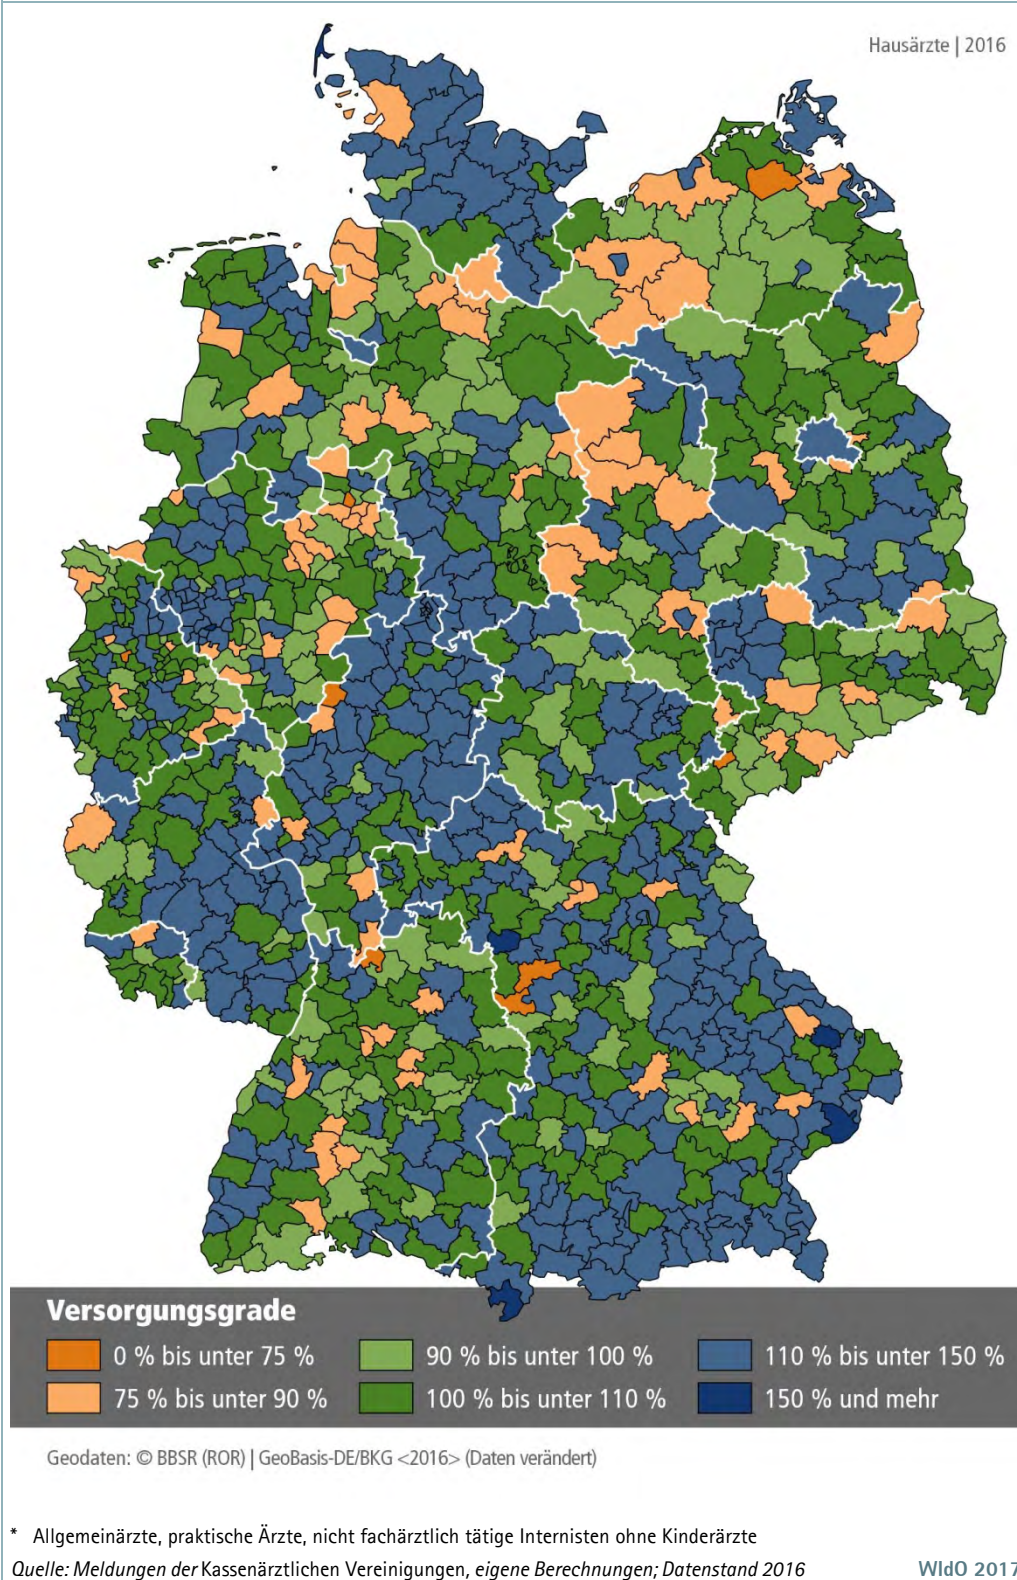 Hausärzte | 2016
Versorgungsgrade
0 % bis unter 75 %
90 % bis unter 100 %
110 % bis unter 150 %
75 % bis unter 90 %
100 % bis unter 110 %
150 % und mehr
Geodaten: © BBSR (ROR) | GeoBasis-DE/BKG <2016> (Daten verändert)
* Allgemeinärzte, praktische Ärzte, nicht fachärztlich tätige Internisten ohne Kinderärzte
Quelle: Meldungen der Kassenärztlichen Vereinigungen, eigene Berechnungen; Datenstand 2016
WIdO 2017